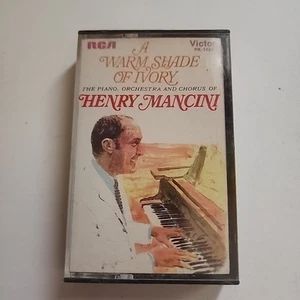 RCA Victor
A
WARM SHADE
OF IVORY
THE PIANO, ORCHESTRA AND CHORUS OF
HENRY MANCINI